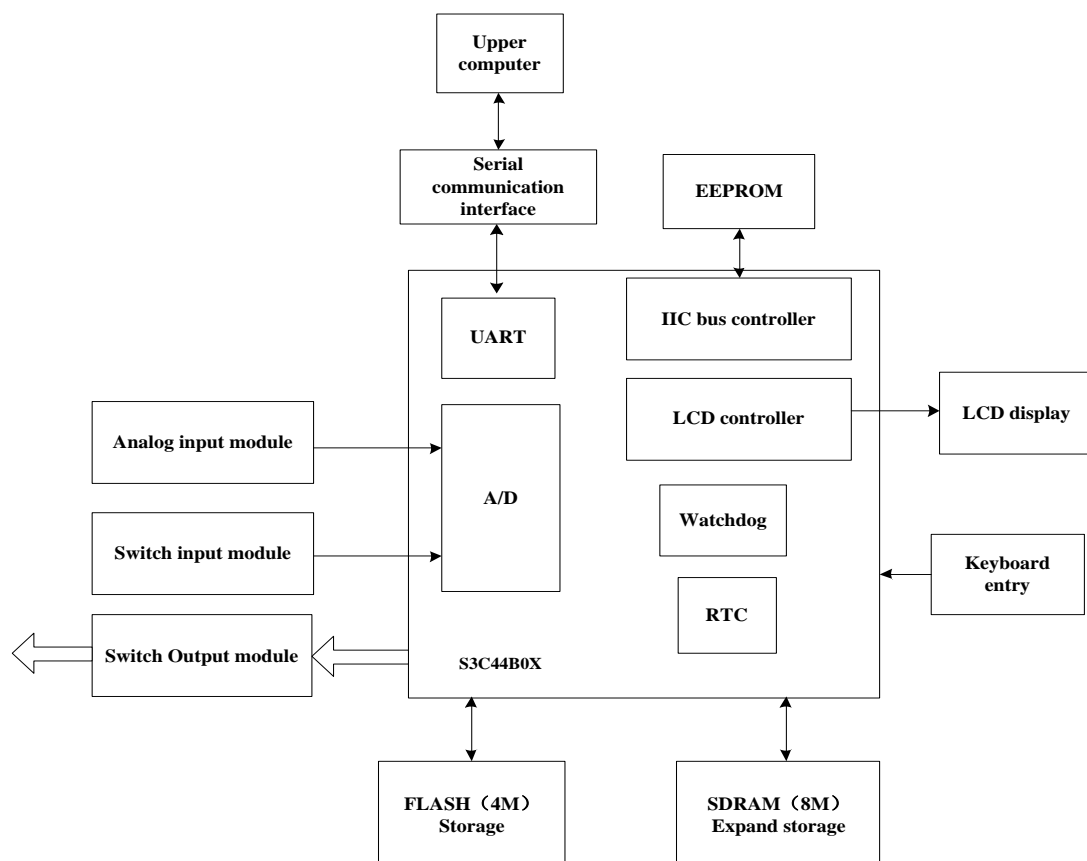 Upper
computer
Serial
communication
interface
EEPROM
IIC bus controller
UART
LCD controller
LCD display
Analog input module
A/D
Watchdog
Switch input module
Keyboard
entry
RTC
Switch Output module
S3C44B0X
FLASH（4M）
Storage
SDRAM（8M）
Expand storage